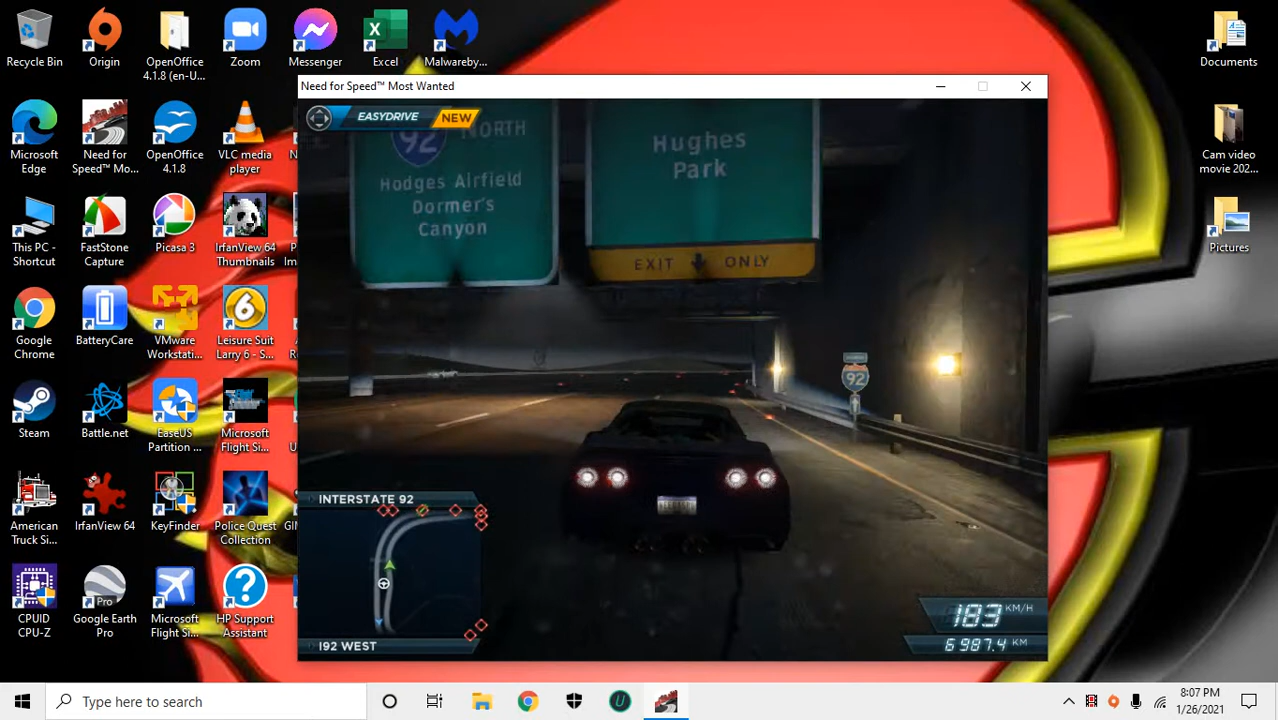 Recycle Bin
Origin
OpenOffice
4.1.8 (en-U...
Zoom
Messenger
Excel
Malwareby...
Documents
Microsoft
Edge
Need for
Speed™ Mo...
OpenOffice
4.1.8
VLC media
player
Cam video
movie 202...
This PC -
Shortcut
FastStone
Capture
Picasa 3
IrfanView 64
Thumbnails
Pictures
Google
Chrome
BatteryCare
VMware
Workstati...
Leisure Suit
Larry 6 - S...
Steam
Battle.net
EaseUS
Partition ...
Microsoft
Flight Si...
American
Truck Si...
IrfanView 64
KeyFinder
Police Quest
Collection
CPUID
CPU-Z
Google Earth
Pro
Microsoft
Flight Si...
HP Support
Assistant
Need for Speed™ Most Wanted
EASYDRIVE NEW
92 NORTH
Hodges Airfield
Dormer's
Canyon
Hughes
Park
EXIT ONLY
92
INTERSTATE 92
I92 WEST
183 KM/H
6987.4 KM
Type here to search
8:07 PM
1/26/2021